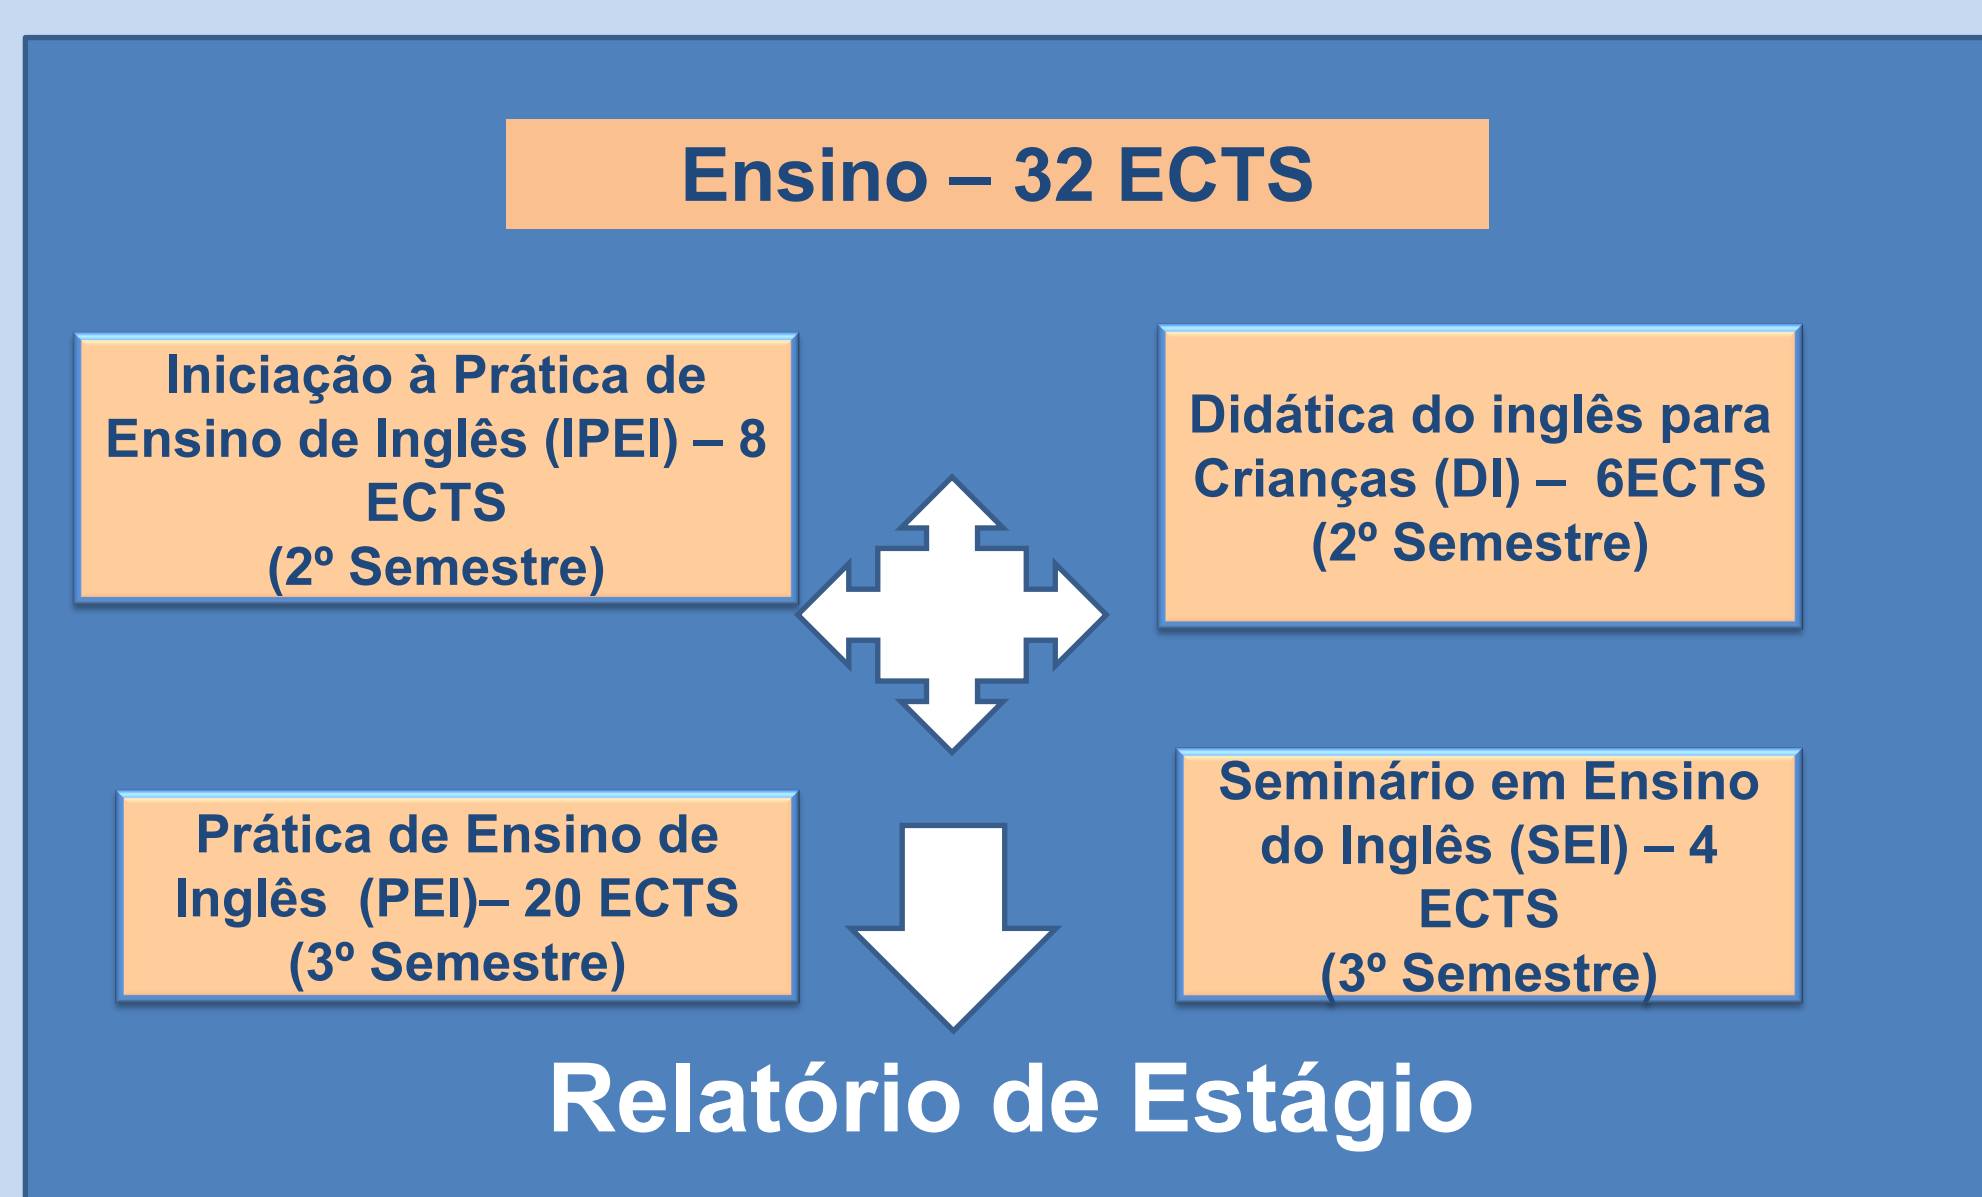 Ensino – 32 ECTS
Iniciação à Prática de
Ensino de Inglês (IPEI) – 8
ECTS
(2º Semestre)
Didática do inglês para
Crianças (DI) –  6ECTS
(2º Semestre)
Prática de Ensino de
Inglês  (PEI)– 20 ECTS
(3º Semestre)
Seminário em Ensino
do Inglês (SEI) – 4
ECTS
(3º Semestre)
Relatório de Estágio